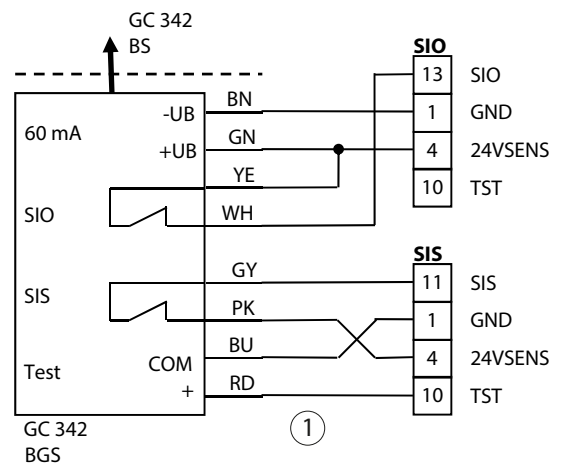 GC 342
BS
SIO
13 SIO
BN
-UB
1 GND
60 mA
GN
+UB
4 24VSENS
YE
10 TST
SIO
WH
SIS
GY
11 SIS
SIS
PK
1 GND
BU
COM
4 24VSENS
Test
RD
+
10 TST
1
GC 342
BGS